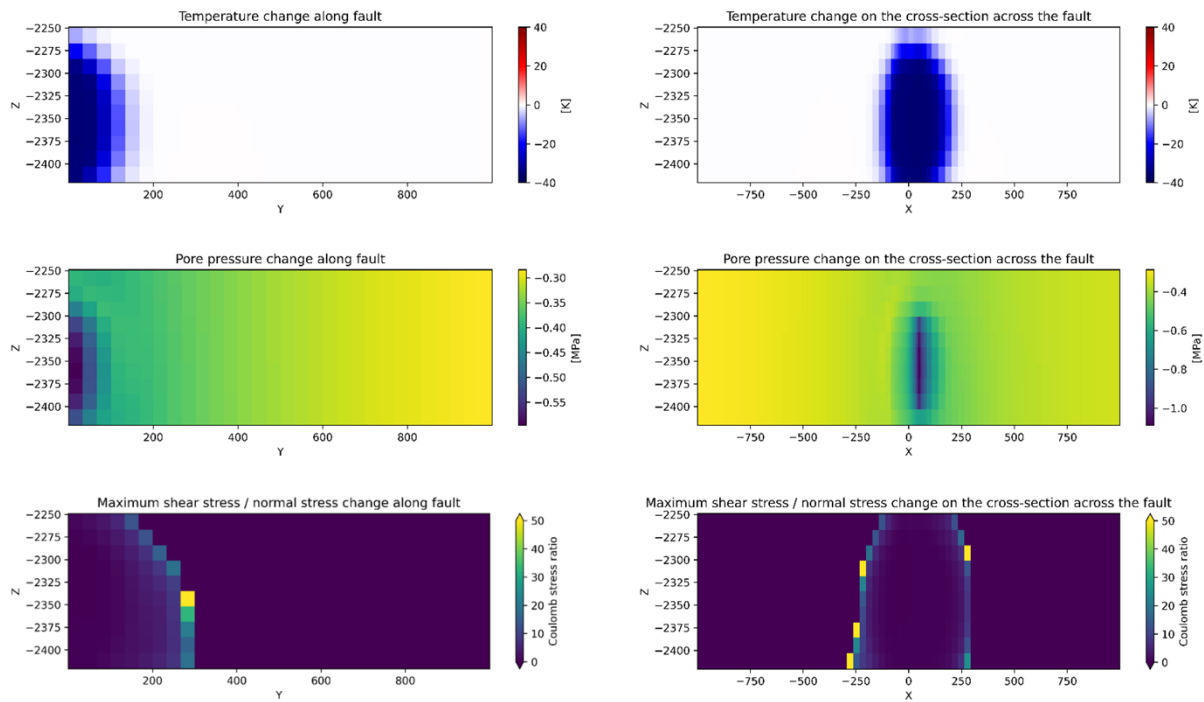 Temperature change along fault
−2250
−2275
−2300
−2325
−2350
−2375
−2400
Z
200 400 600 800
Y
40
20
0
−20
−40
[K]
Temperature change on the cross-section across the fault
−2250
−2275
−2300
−2325
−2350
−2375
−2400
Z
−750 −500 −250 0 250 500 750
X
40
20
0
−20
−40
[K]
Pore pressure change along fault
−2250
−2275
−2300
−2325
−2350
−2375
−2400
Z
200 400 600 800
Y
−0.30
−0.35
−0.40
−0.45
−0.50
−0.55
[MPa]
Pore pressure change on the cross-section across the fault
−2250
−2275
−2300
−2325
−2350
−2375
−2400
Z
−750 −500 −250 0 250 500 750
X
−0.4
−0.6
−0.8
−1.0
[MPa]
Maximum shear stress / normal stress change along fault
−2250
−2275
−2300
−2325
−2350
−2375
−2400
Z
200 400 600 800
Y
50
40
30
20
10
0
Coulomb stress ratio
Maximum shear stress / normal stress change on the cross-section across the fault
−2250
−2275
−2300
−2325
−2350
−2375
−2400
Z
−750 −500 −250 0 250 500 750
X
50
40
30
20
10
0
Coulomb stress ratio